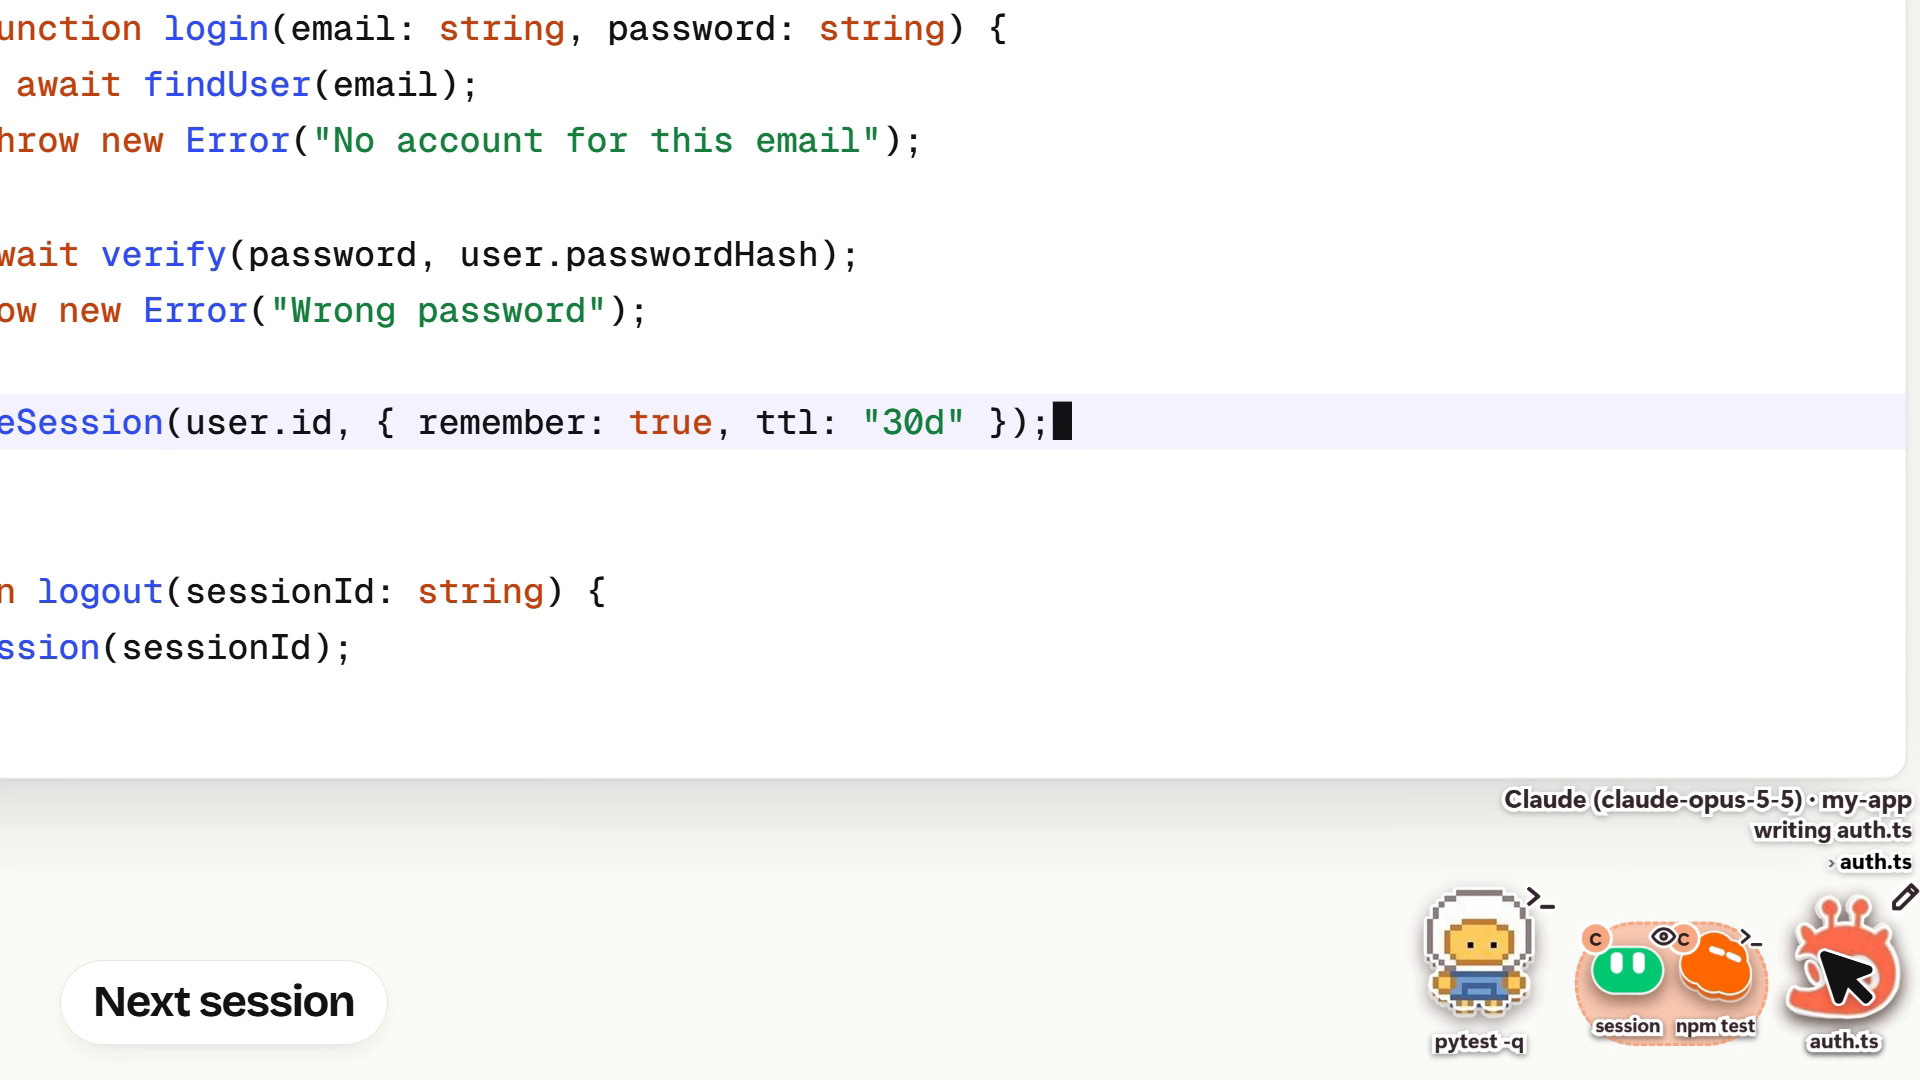 unction login(email: string, password: string) {
await findUser(email);
hrow new Error("No account for this email");
wait verify(password, user.passwordHash);
ow new Error("Wrong password");
eSession(user.id, { remember: true, ttl: "30d" });
n logout(sessionId: string) {
ssion(sessionId);
Claude (claude-opus-5-5) · my-app
writing auth.ts
› auth.ts
C
C
session
npm test
pytest -q
auth.ts
Next session